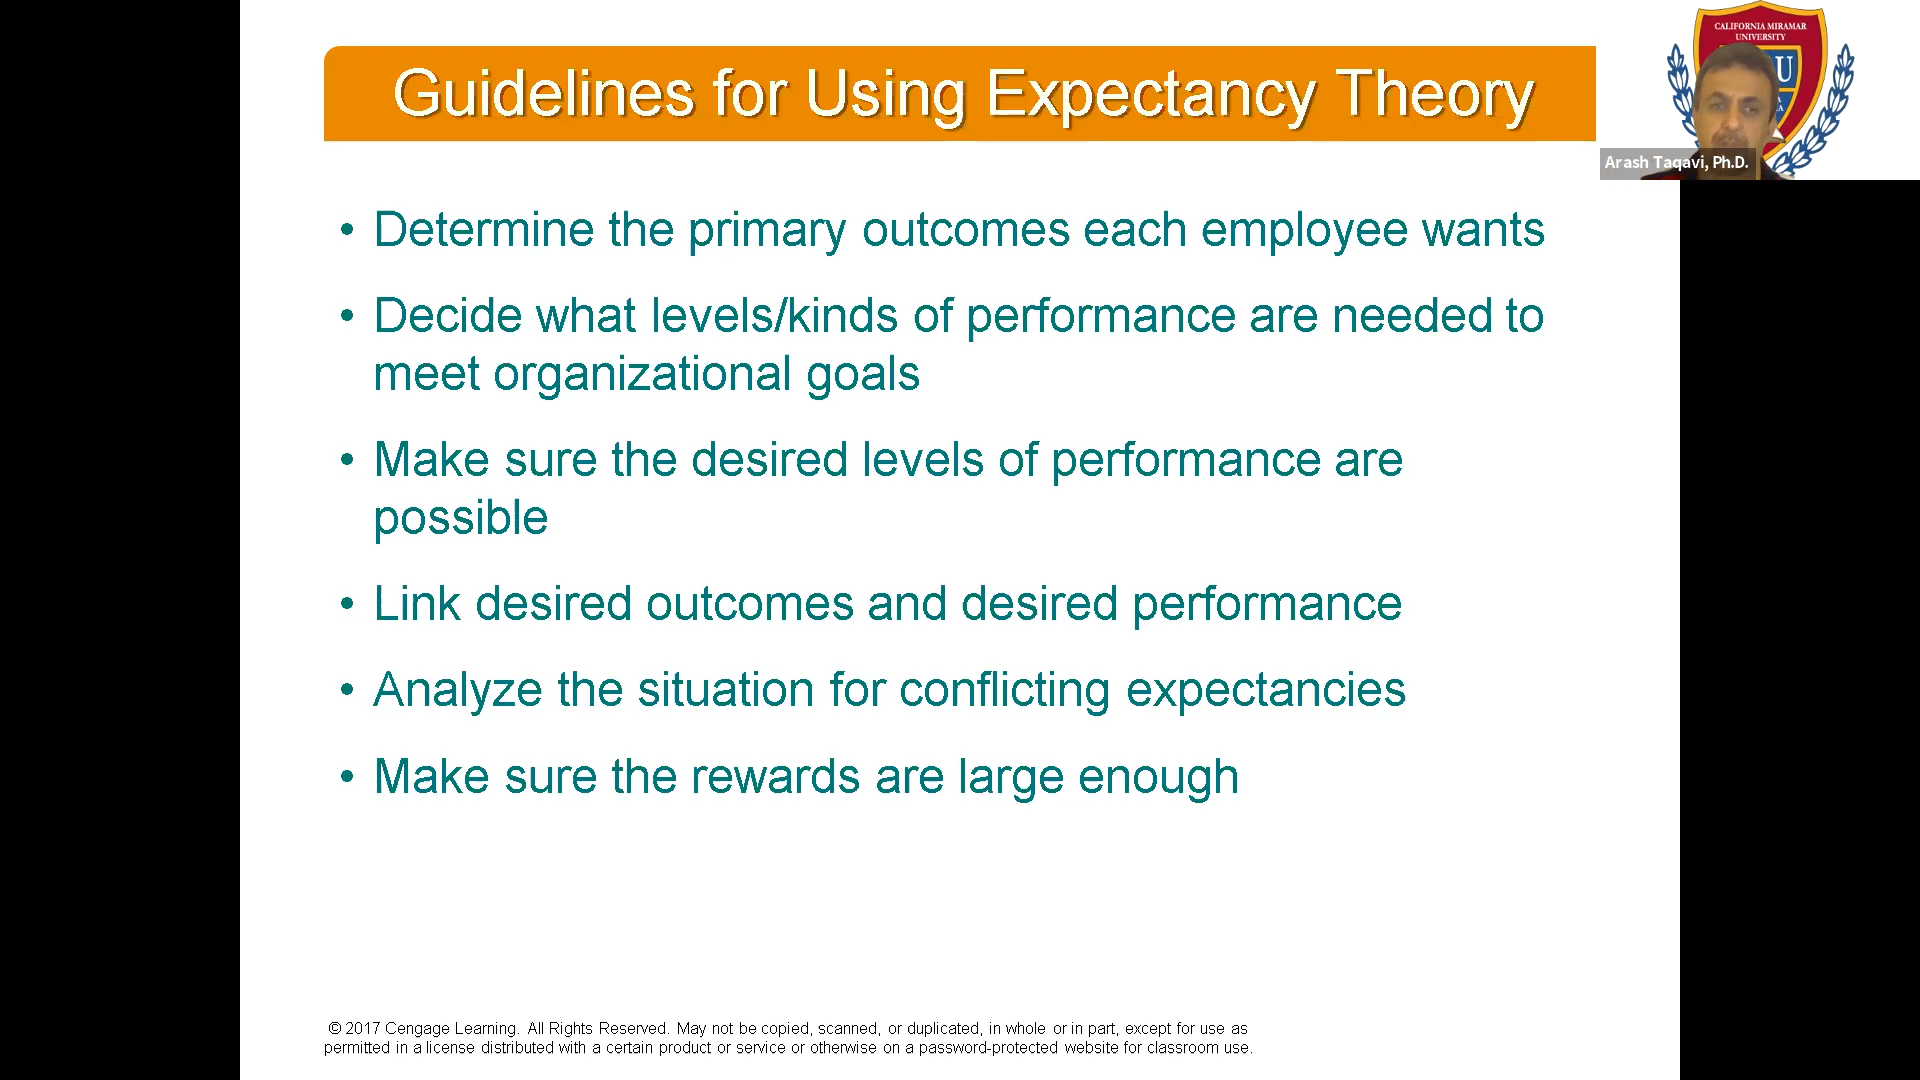 Guidelines for Using Expectancy Theory
CALIFORNIA MIRAMAR
UNIVERSITY
U
Arash Taqavi, Ph.D.
• Determine the primary outcomes each employee wants
• Decide what levels/kinds of performance are needed to
meet organizational goals
• Make sure the desired levels of performance are
possible
• Link desired outcomes and desired performance
• Analyze the situation for conflicting expectancies
• Make sure the rewards are large enough
© 2017 Cengage Learning. All Rights Reserved. May not be copied, scanned, or duplicated, in whole or in part, except for use as
permitted in a license distributed with a certain product or service or otherwise on a password-protected website for classroom use.